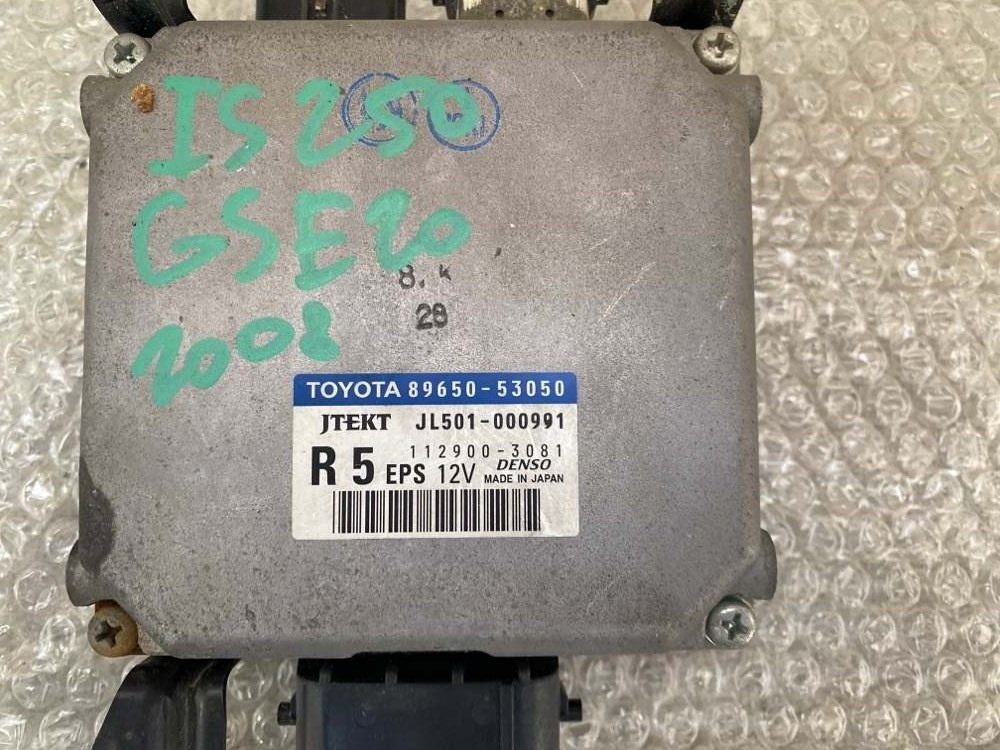 IS 250
GSE20
8. K
28
2008
TOYOTA 89650-53050
JTEKT JL501-000991
112900-3081
R5 EPS 12V DENSO
MADE IN JAPAN